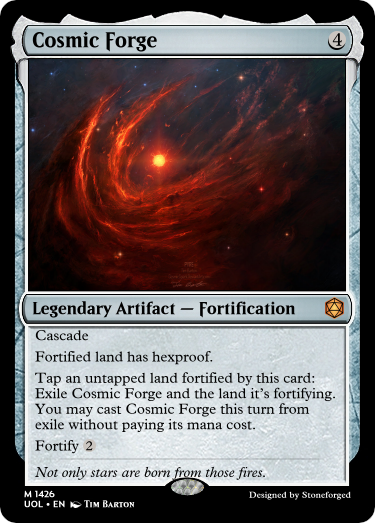 Cosmic Forge
4
Legendary Artifact — Fortification
Cascade
Fortified land has hexproof.
Tap an untapped land fortified by this card:
Exile Cosmic Forge and the land it's fortifying.
You may cast Cosmic Forge this turn from
exile without paying its mana cost.
Fortify 2
Not only stars are born from those fires.
M 1426
UOL • EN Tim Barton
Designed by Stoneforged